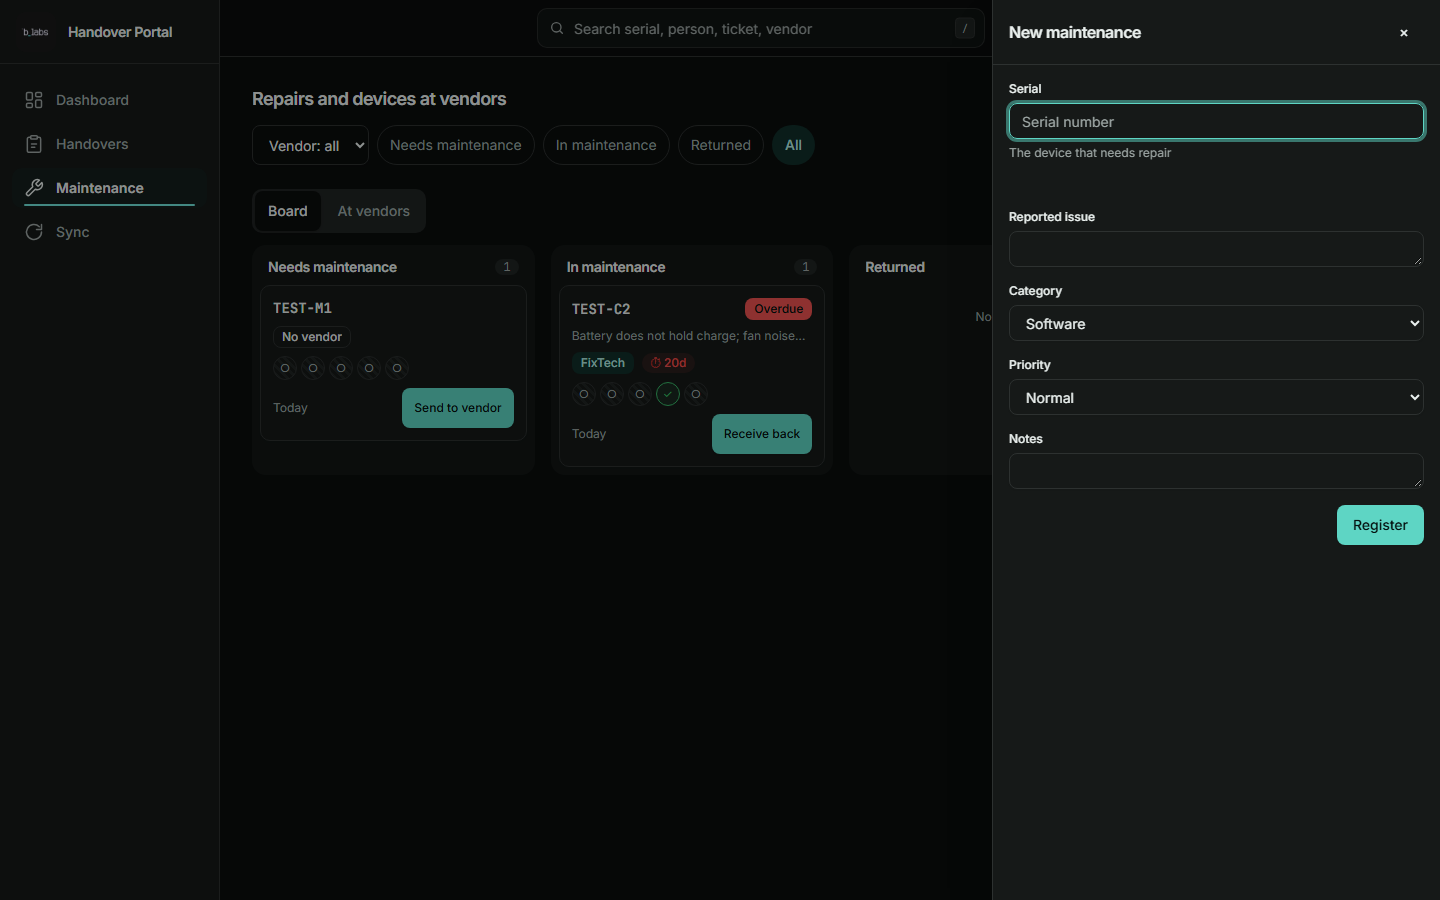 b_labs
Handover Portal
Dashboard
Handovers
Maintenance
Sync
Search serial, person, ticket, vendor
/
Repairs and devices at vendors
Vendor: all
Needs maintenance
In maintenance
Returned
All
Board
At vendors
Needs maintenance
1
TEST-M1
No vendor
Today
Send to vendor
In maintenance
1
TEST-C2
Overdue
Battery does not hold charge; fan noise...
FixTech
20d
Today
Receive back
Returned
No
New maintenance
×
Serial
Serial number
The device that needs repair
Reported issue
Category
Software
Priority
Normal
Notes
Register